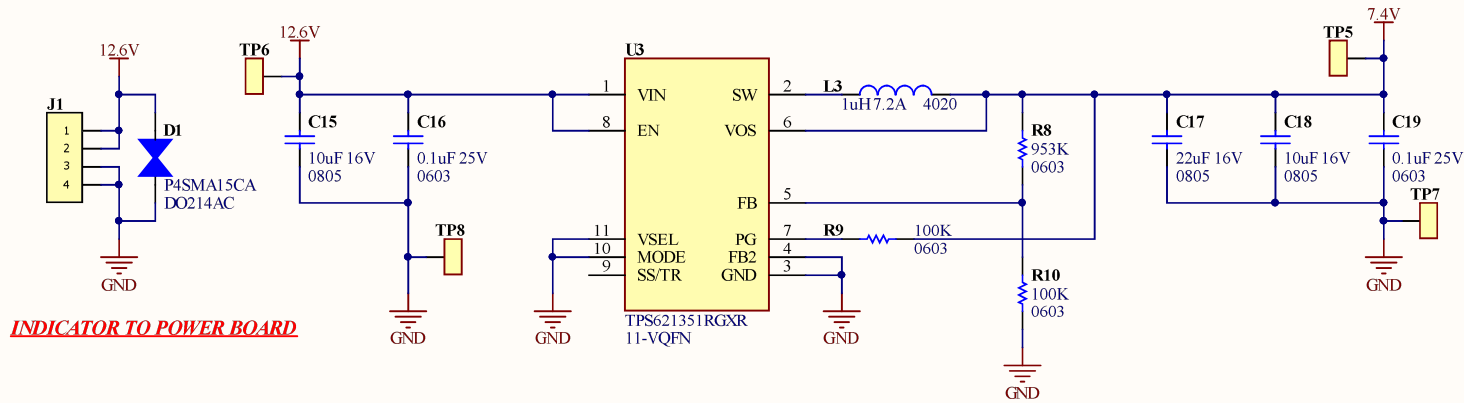 12.6V
J1
1
2
3
4
D1
P4SMA15CA
DO214AC
GND
INDICATOR TO POWER BOARD
12.6V
TP6
C15
10uF 16V
0805
C16
0.1uF 25V
0603
TP8
GND
U3
1 VIN
8 EN
11 VSEL
10 MODE
9 SS/TR
SW 2
VOS 6
FB 5
PG 7
FB2 4
GND 3
TPS621351RGXR
11-VQFN
GND
L3
1uH 7.2A 4020
R8
953K
0603
R9
100K
0603
R10
100K
0603
GND
GND
7.4V
TP5
C17
22uF 16V
0805
C18
10uF 16V
0805
C19
0.1uF 25V
0603
TP7
GND